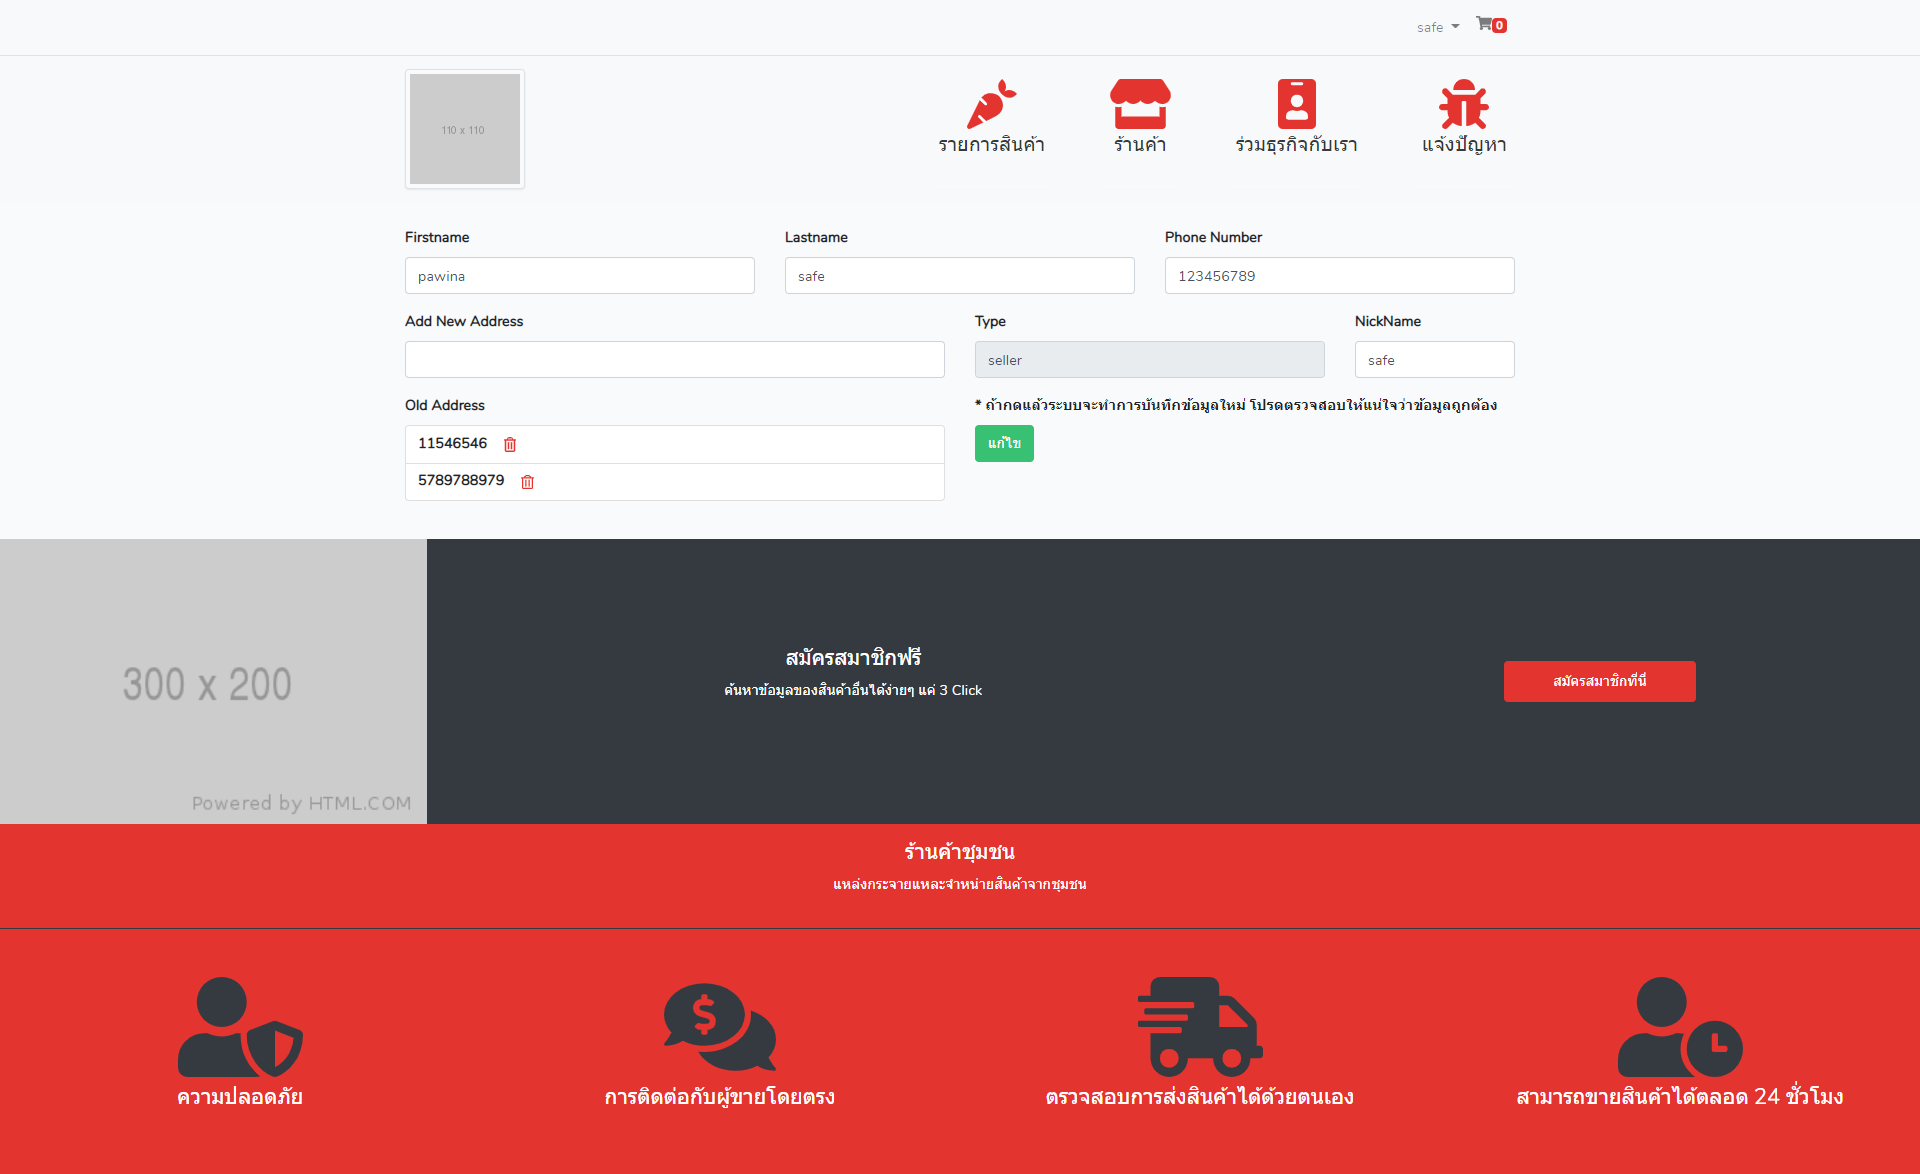 safe
0
110 x 110
รายการสินค้า
ร้านค้า
ร่วมธุรกิจกับเรา
แจ้งปัญหา
Firstname
Lastname
Phone Number
pawina
safe
123456789
Add New Address
Type
NickName
seller
safe
Old Address
* ถ้ากดแล้วระบบจะทำการบันทึกข้อมูลใหม่ โปรดตรวจสอบให้แน่ใจว่าข้อมูลถูกต้อง
11546546
แก้ไข
5789788979
300 x 200
Powered by HTML.COM
สมัครสมาชิกฟรี
ค้นหาข้อมูลของสินค้าอื่นได้ง่ายๆ แค่ 3 Click
สมัครสมาชิกที่นี่
ร้านค้าชุมชน
แหล่งกระจายแหละจำหน่ายสินค้าจากชุมชน
$
ความปลอดภัย
การติดต่อกับผู้ขายโดยตรง
ตรวจสอบการส่งสินค้าได้ด้วยตนเอง
สามารถขายสินค้าได้ตลอด 24 ชั่วโมง